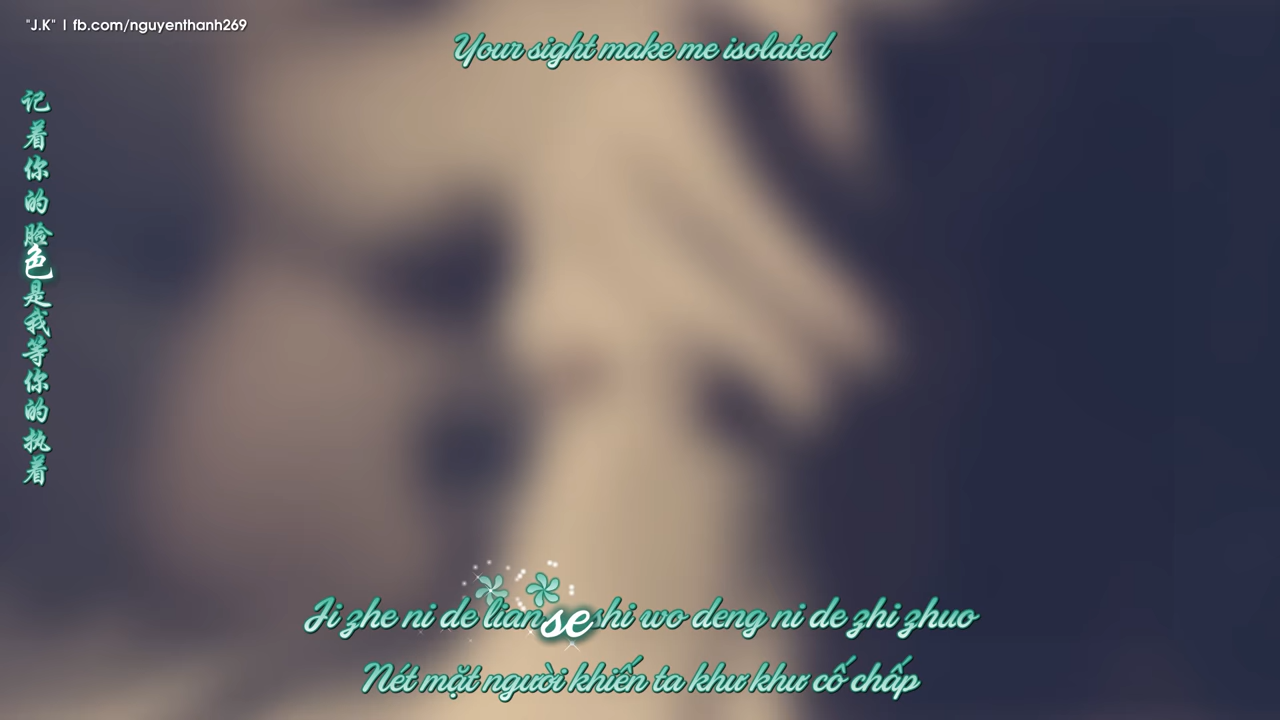 "J.K" | fb.com/nguyenthanh269
Your sight make me isolated
记着你的脸色是我等你的执着
Ji zhe ni de lian se shi wo deng ni de zhi zhuo
Nét mặt người khiến ta khư khư cố chấp